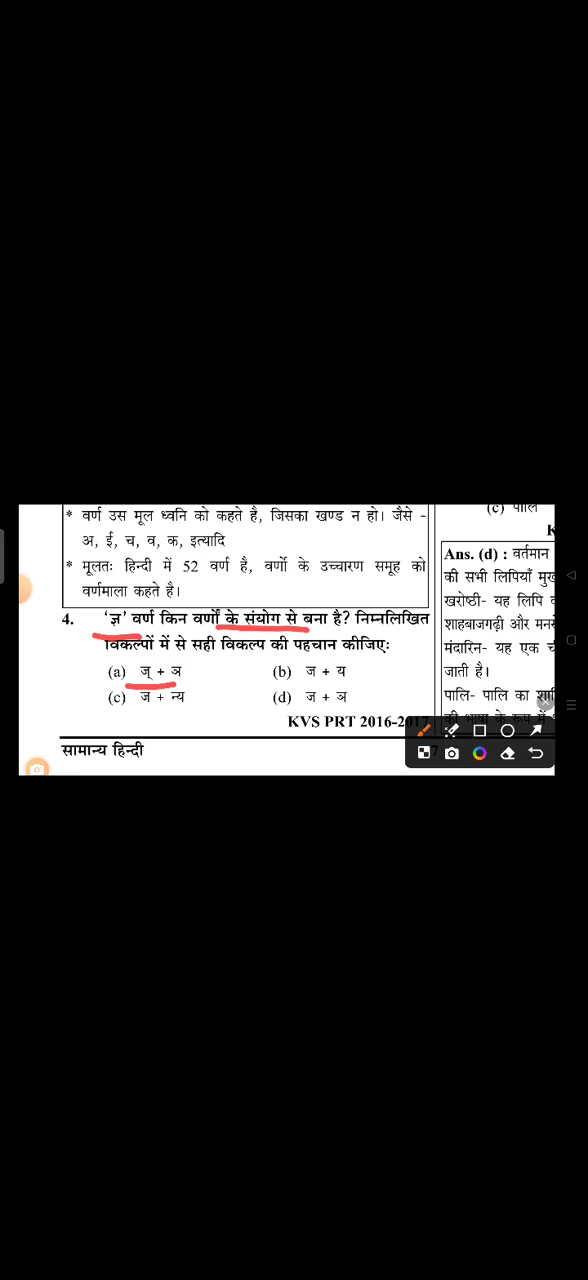 * वर्ण उस मूल ध्वनि को कहते है, जिसका खण्ड न हो। जैसे -
अ, ई, च, व, क, इत्यादि
* मूलतः हिन्दी में 52 वर्ण है, वर्णो के उच्चारण समूह को
वर्णमाला कहते है।
4. 'ज्ञ' वर्ण किन वर्णों के संयोग से बना है? निम्नलिखित
विकल्पों में से सही विकल्प की पहचान कीजिए:
(a) ज् + ञ (b) ज + य
(c) ज + न्य (d) ज + ञ
KVS PRT 2016-2017
सामान्य हिन्दी
7
(c) पालि
K
Ans. (d) : वर्तमान
की सभी लिपियाँ
खरोष्ठी- यह लिपि
शाहबाजगढ़ी और
मंदारिन- यह एक
जाती है।
पालि- पालि का
की भाषा के रूप में